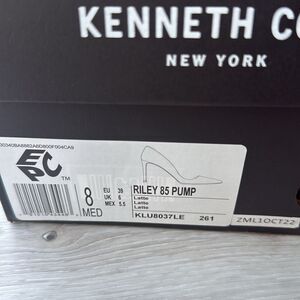 KENNETH CO
NEW YORK
EPC TM
8
MED
EU 39
UK 6
MEX 5.5
RILEY 85 PUMP
Latte
Latte
Latte
KLU8037LE 261
ZML1OCT22